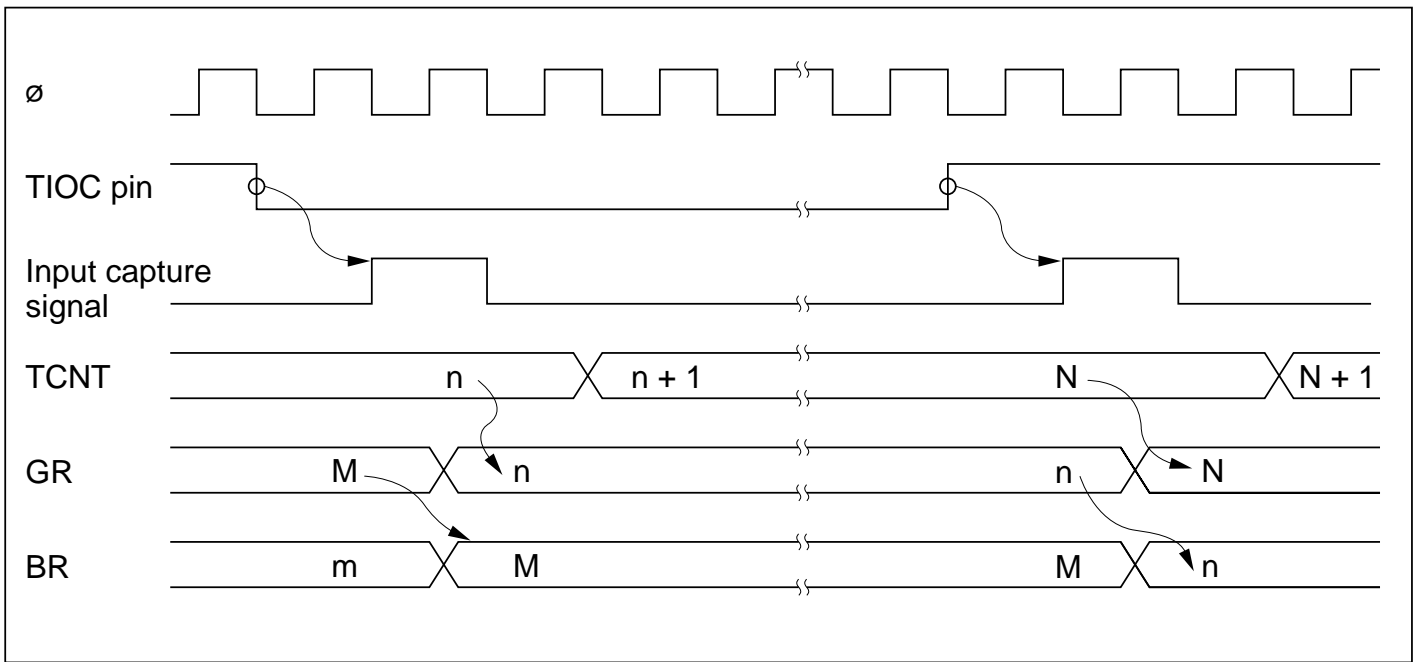 ø
TIOC pin
Input capture
signal
TCNT n n + 1 N N + 1
GR M n n N
BR m M M n